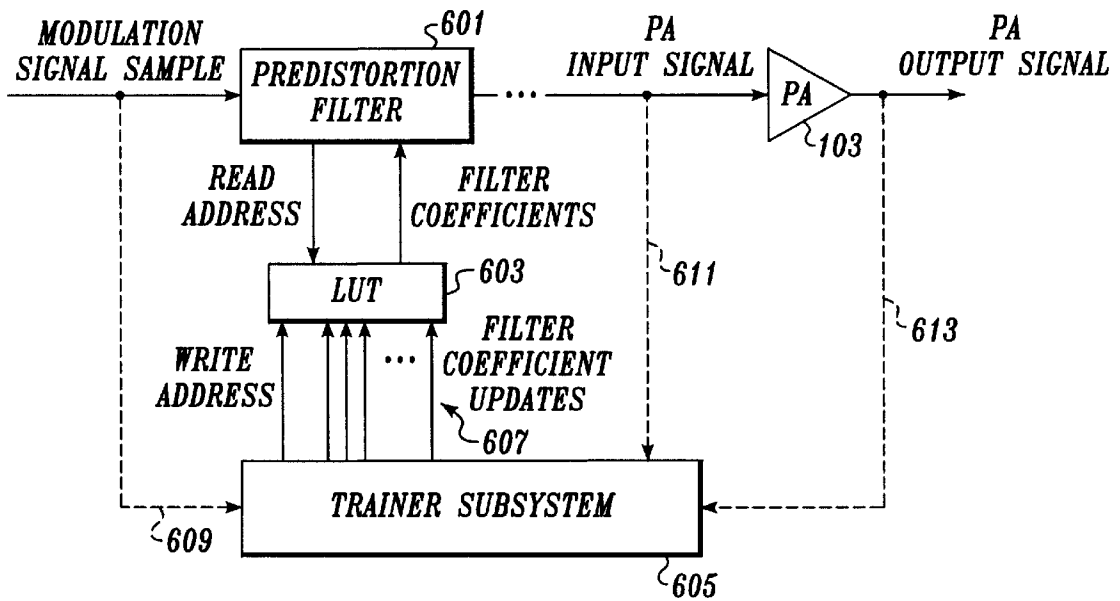 MODULATION
SIGNAL SAMPLE
601
PREDISTORTION
FILTER
PA
INPUT SIGNAL
PA
103
PA
OUTPUT SIGNAL
READ
ADDRESS
FILTER
COEFFICIENTS
LUT
603
611
613
WRITE
ADDRESS
FILTER
COEFFICIENT
UPDATES
607
TRAINER SUBSYSTEM
609
605